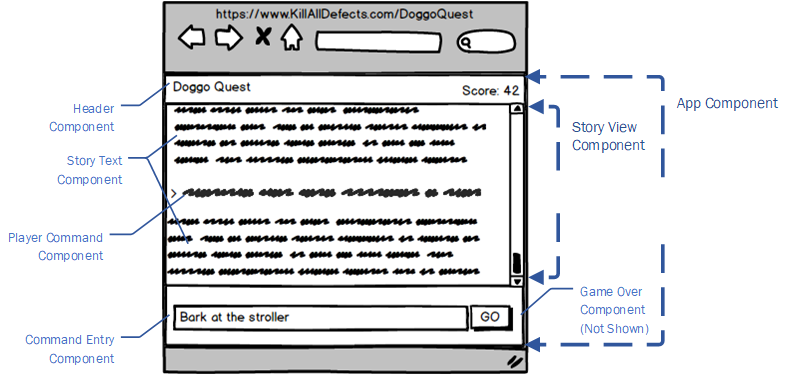 https://www.KillAllDefects.com/DoggoQuest
Doggo Quest
Score: 42
Header
Component
Story Text
Component
>
Player Command
Component
Bark at the stroller
GO
Command Entry
Component
App Component
Story View
Component
Game Over
Component
(Not Shown)